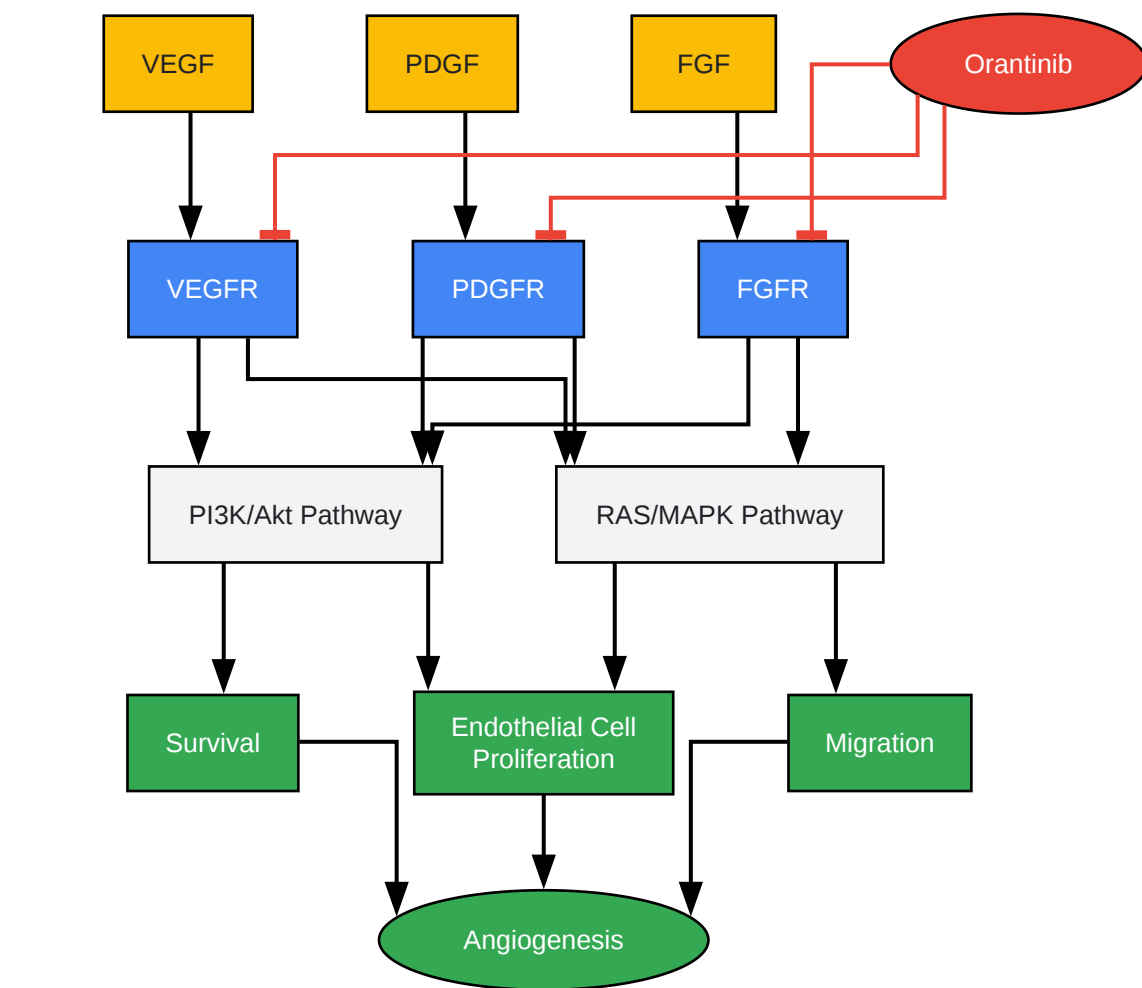 VEGF
PDGF
FGF
Orantinib
VEGFR
PDGFR
FGFR
PI3K/Akt Pathway
RAS/MAPK Pathway
Survival
Endothelial Cell
Proliferation
Migration
Angiogenesis